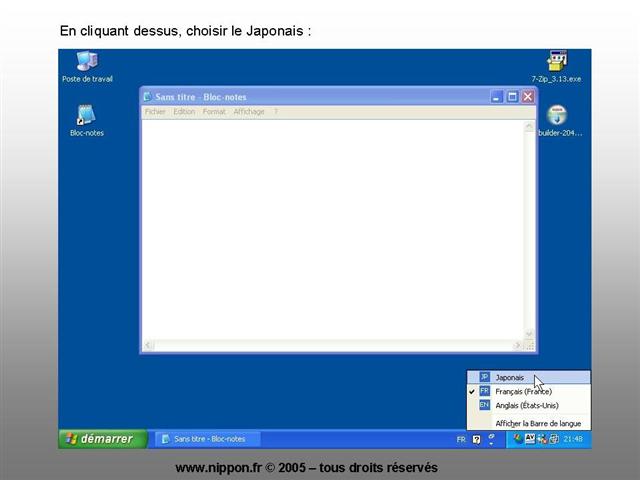 En cliquant dessus, choisir le Japonais :
Poste de travail
7-Zip_3.13.exe
Sans titre - Bloc-notes
Fichier Edition Format Affichage ?
Bloc-notes
builder-204...
JP Japonais
FR Français (France)
EN Anglais (États-Unis)
Afficher la Barre de langue
démarrer
Sans titre - Bloc-notes
FR
?
21:48
www.nippon.fr © 2005 – tous droits réservés